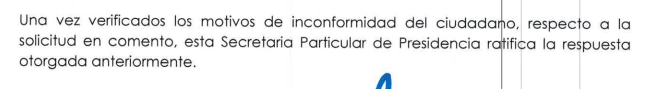 Una vez verificados los motivos de inconformidad del ciudadano, respecto a la
solicitud en comento, esta Secretaria Particular de Presidencia ratifica la respuesta
otorgada anteriormente.